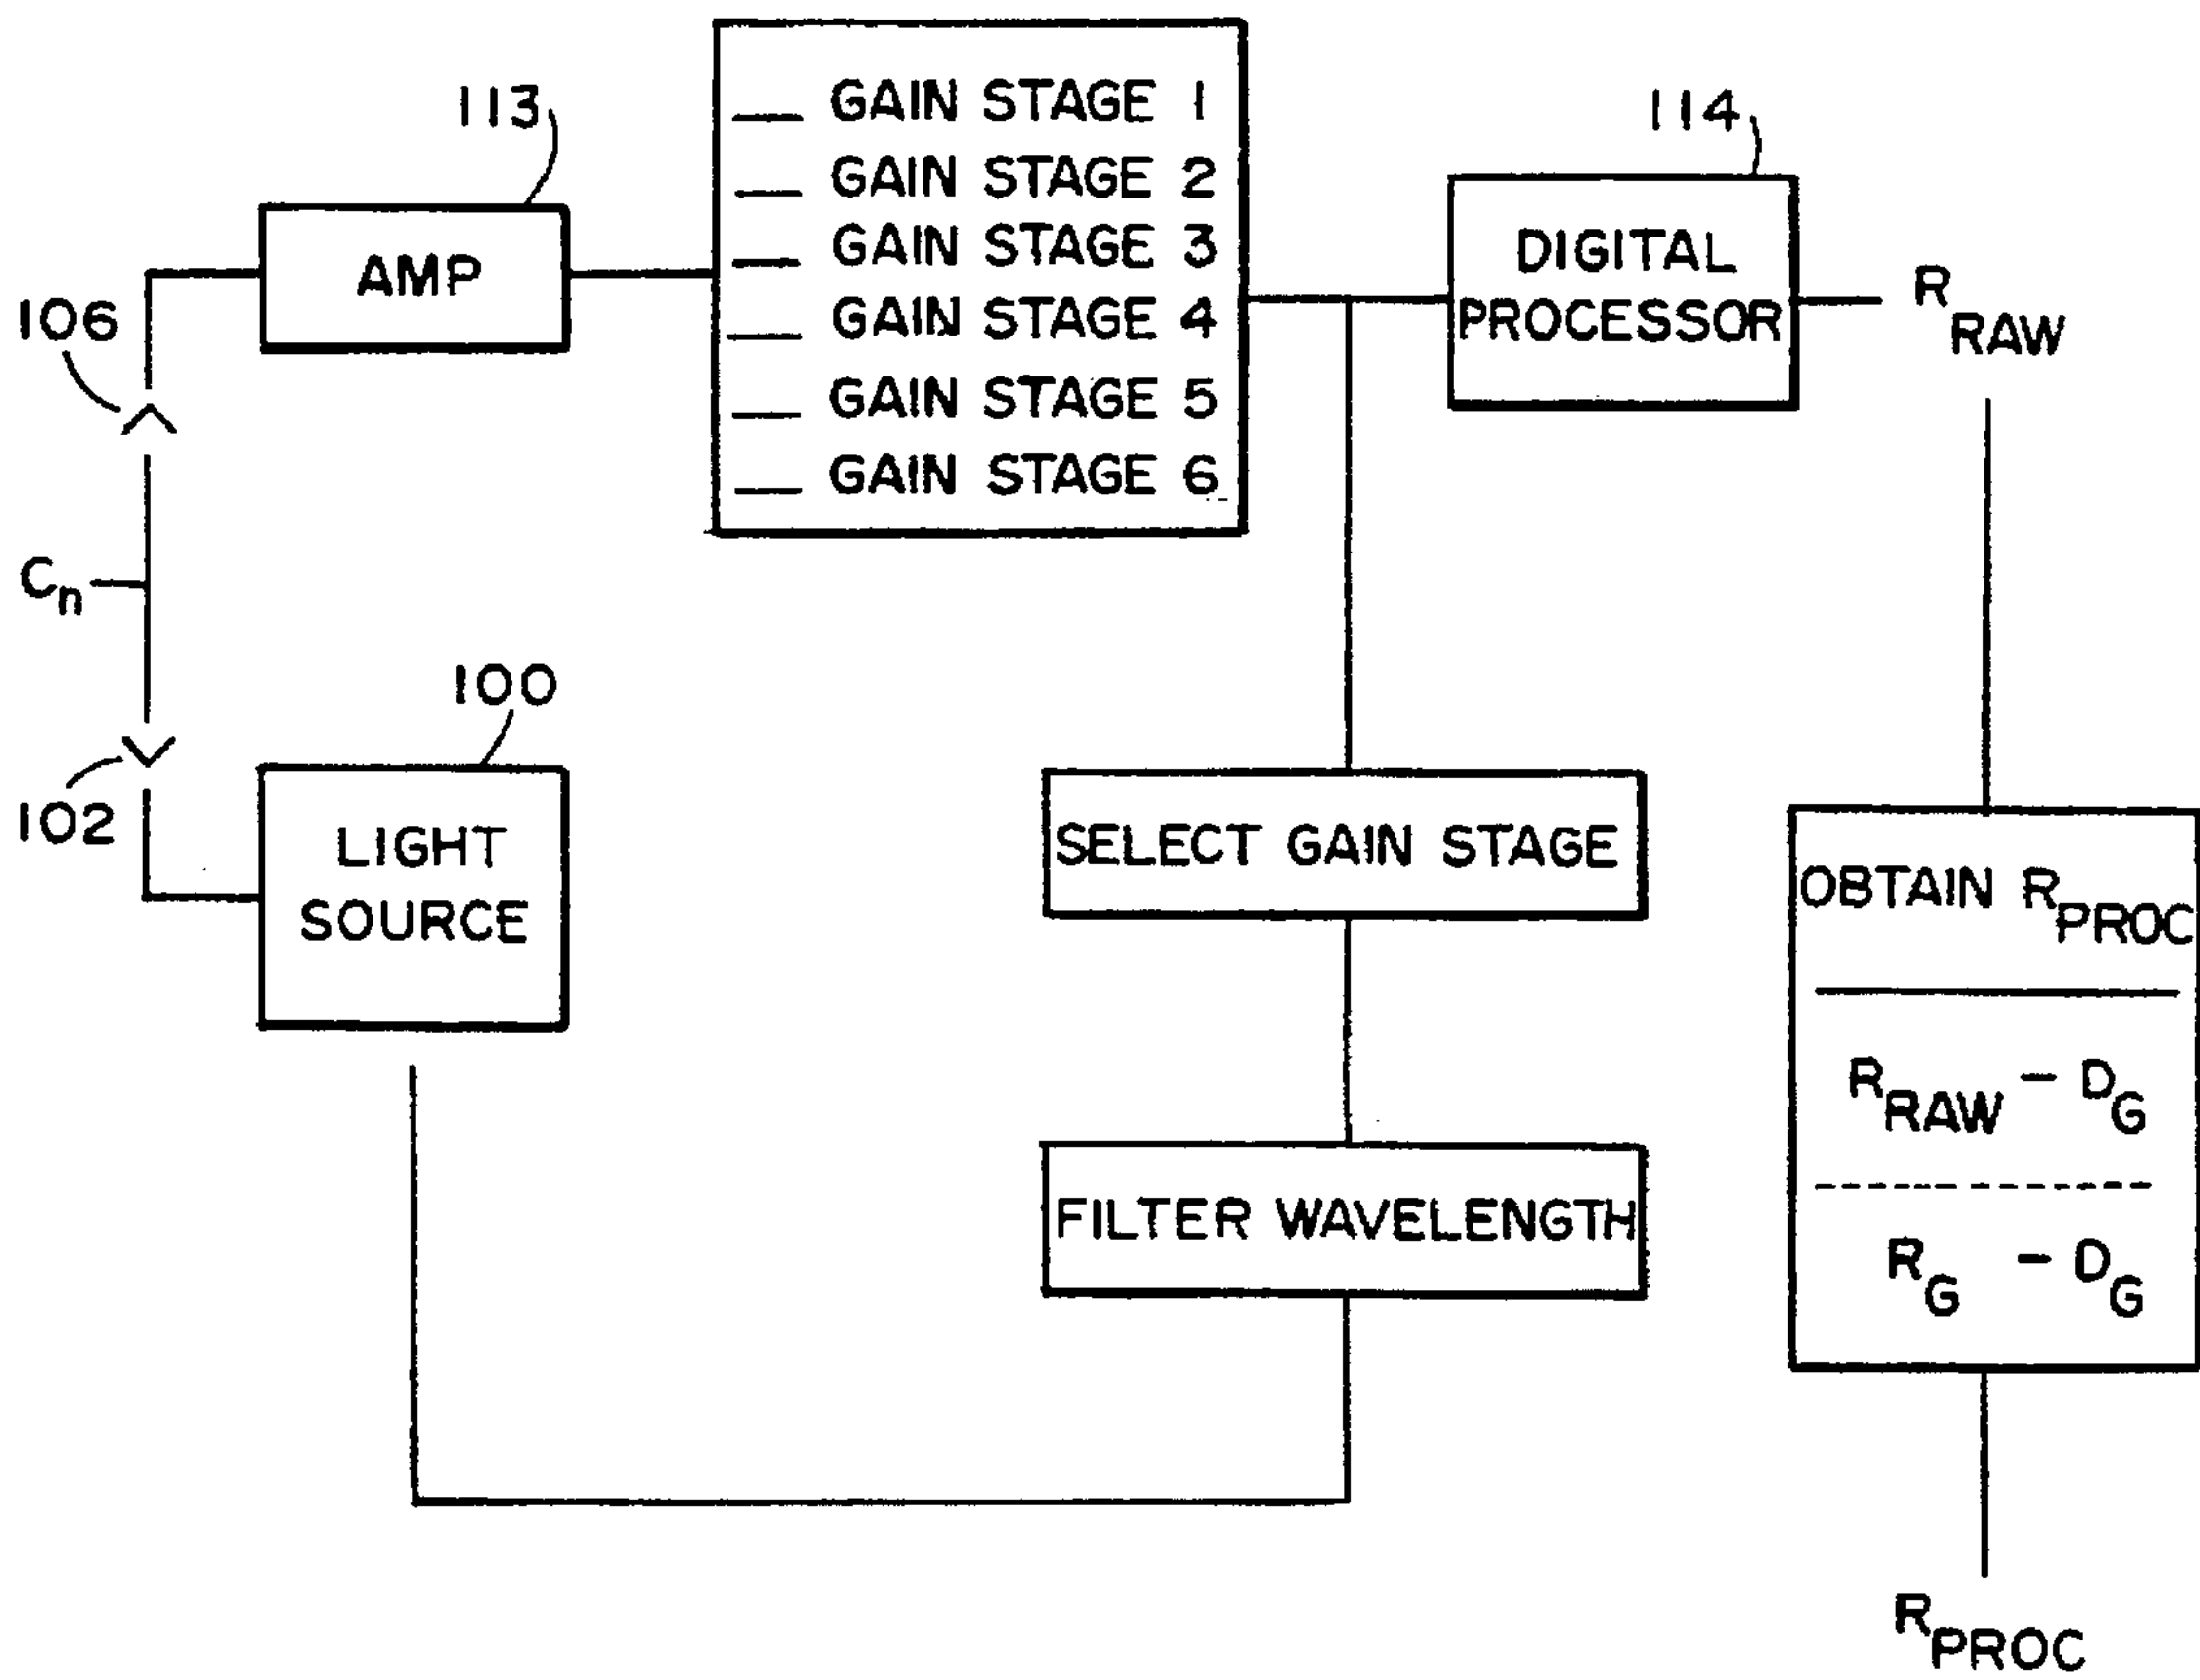 113
AMP
GAIN STAGE 1
GAIN STAGE 2
GAIN STAGE 3
GAIN STAGE 4
GAIN STAGE 5
GAIN STAGE 6
114
DIGITAL
PROCESSOR
R RAW
106
Cn
102
100
LIGHT
SOURCE
SELECT GAIN STAGE
FILTER WAVELENGTH
OBTAIN R PROC
R RAW - D G
R G - D G
R PROC